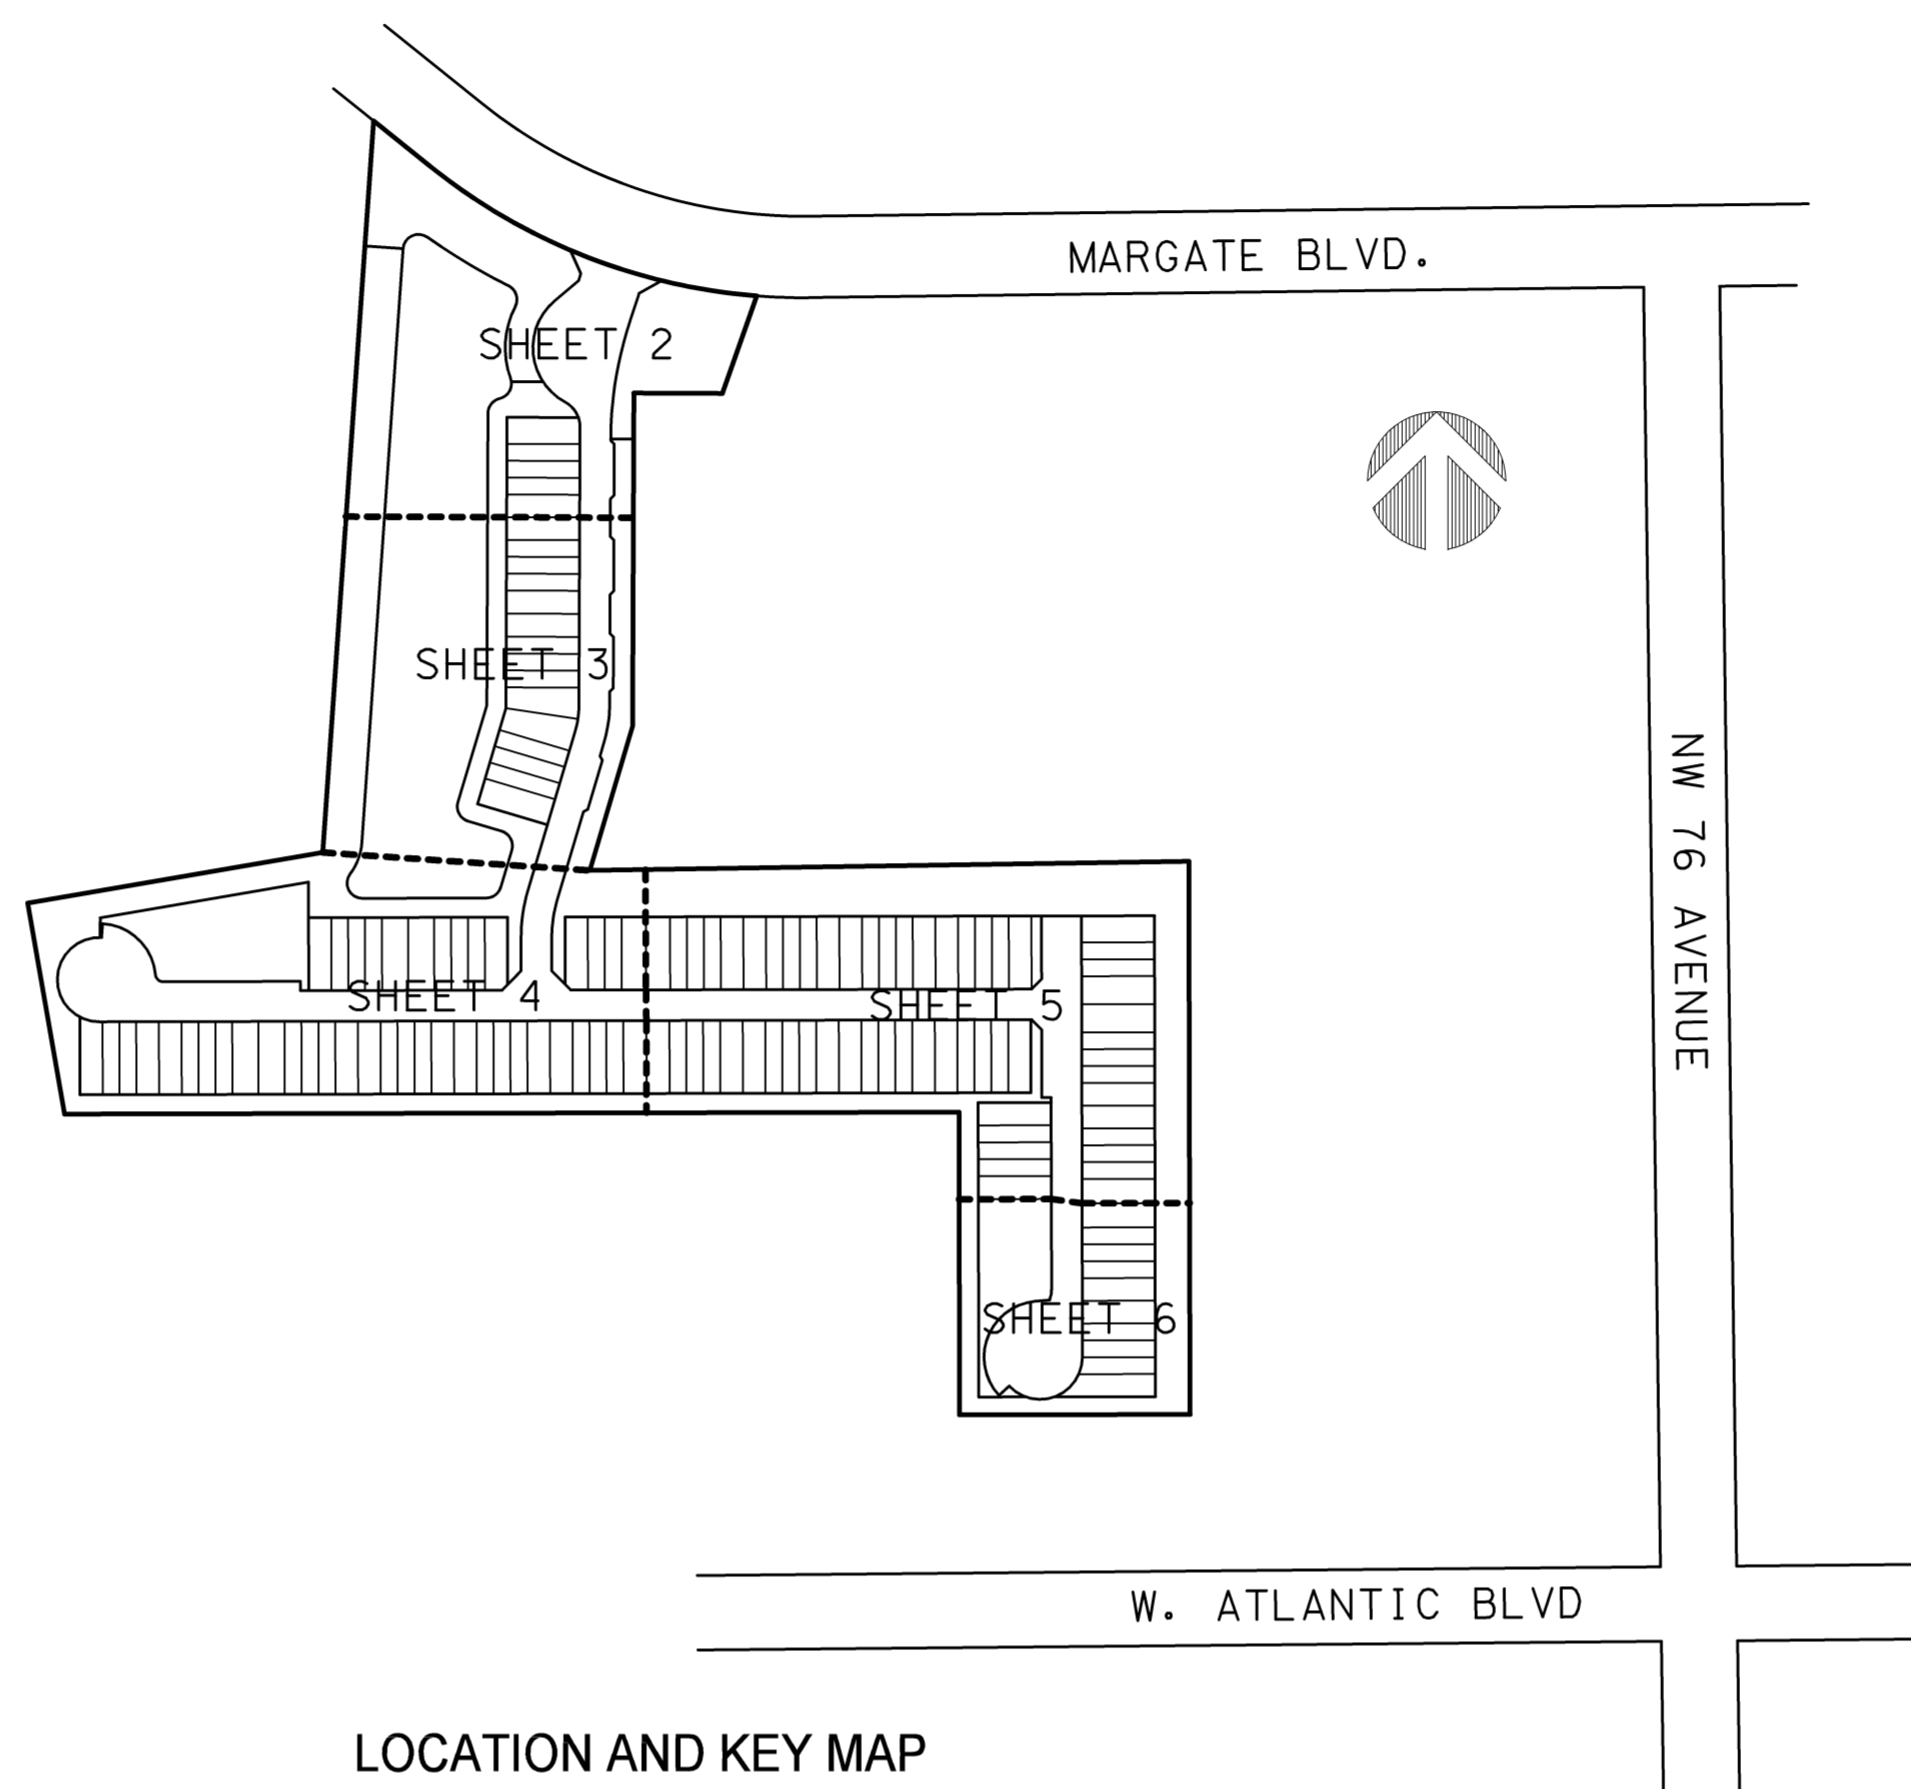 MARGATE BLVD.
SHEET 2
SHEET 3
NW 76 AVENUE
SHEET 4
SHEET 5
SHEET 6
W. ATLANTIC BLVD
LOCATION AND KEY MAP